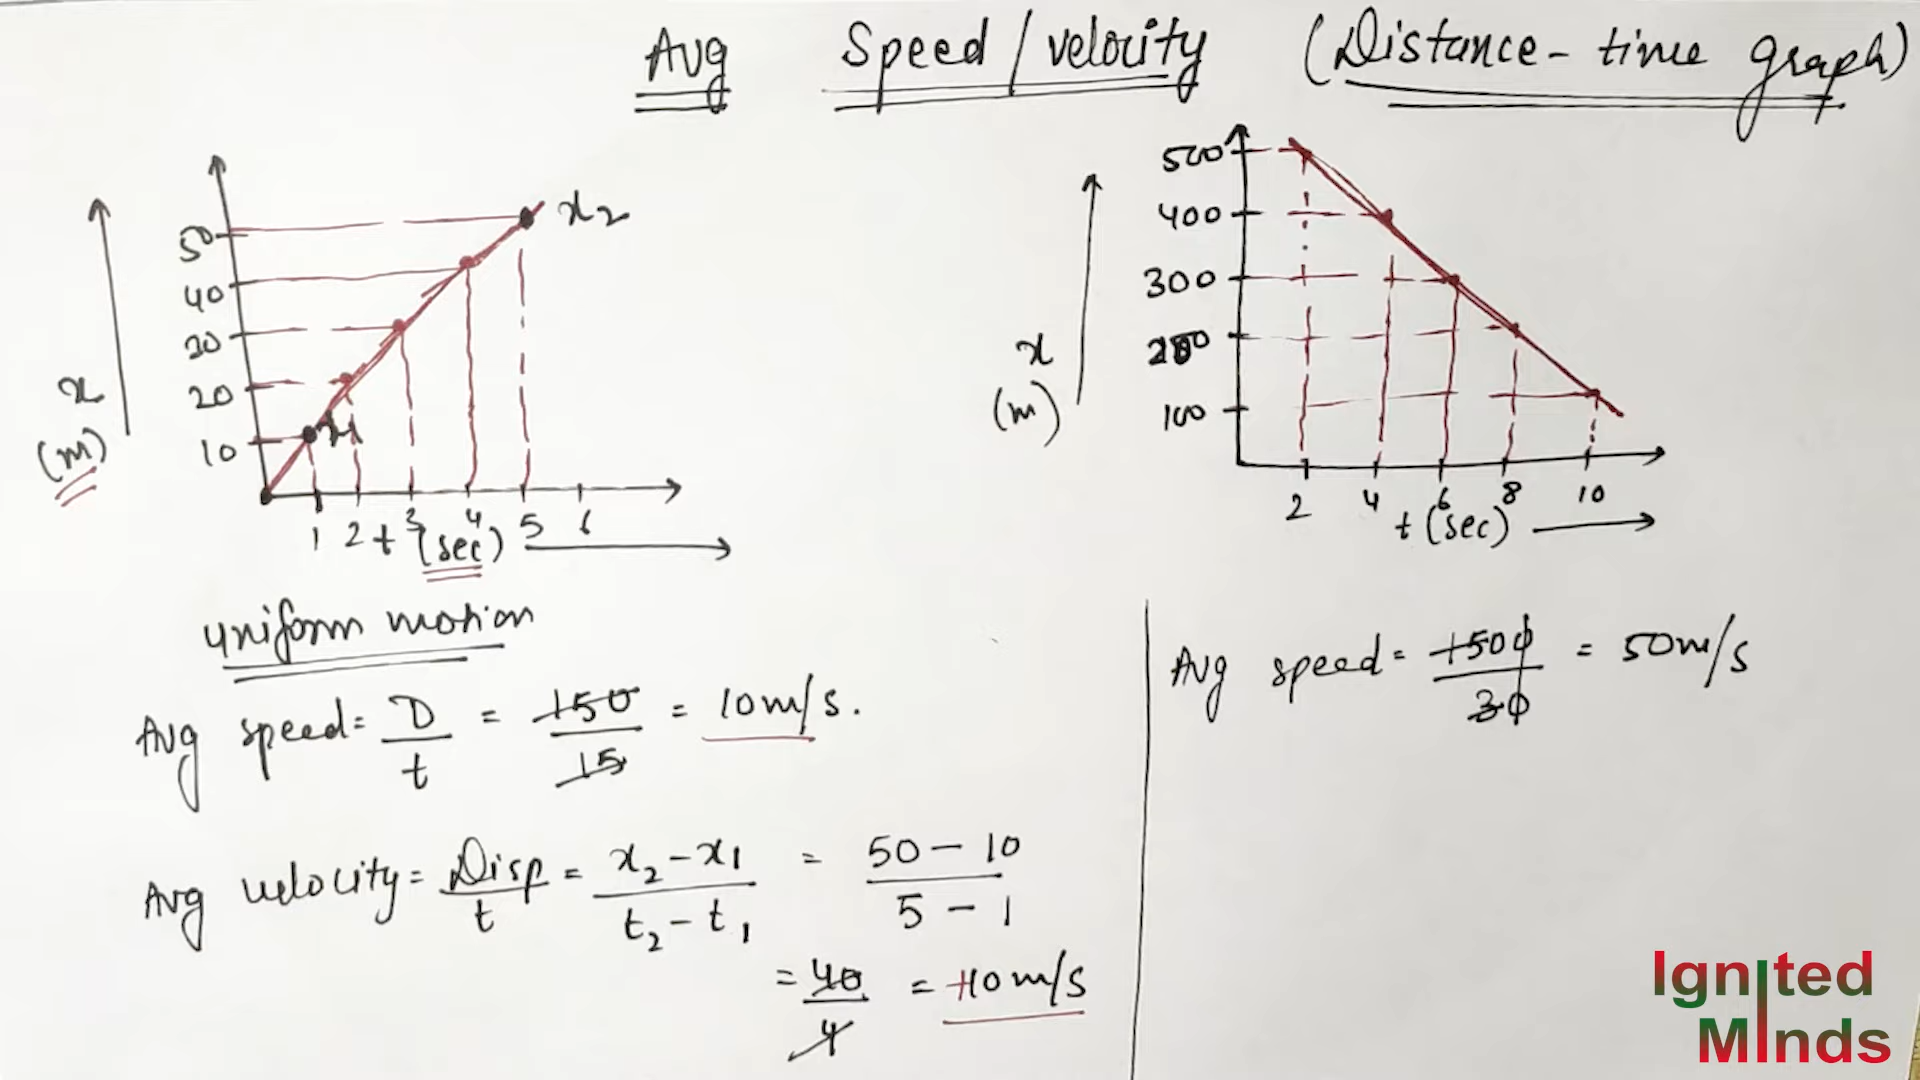 Avg Speed/velocity (Distance-time graph)
50
40
30
20
10
x
(m)
x2
x1
1 2 3 4 5 6
t (sec)
500
400
300
200
100
x
(m)
2 4 6 8 10
t (sec)
uniform motion
Avg speed = D/t = 150/15 = 10m/s.
Avg velocity = Disp/t = x2-x1/t2-t1 = 50-10/5-1
= 40/4 = +10m/s
Avg speed = 1500/30 = 50m/s
Ignited
Minds